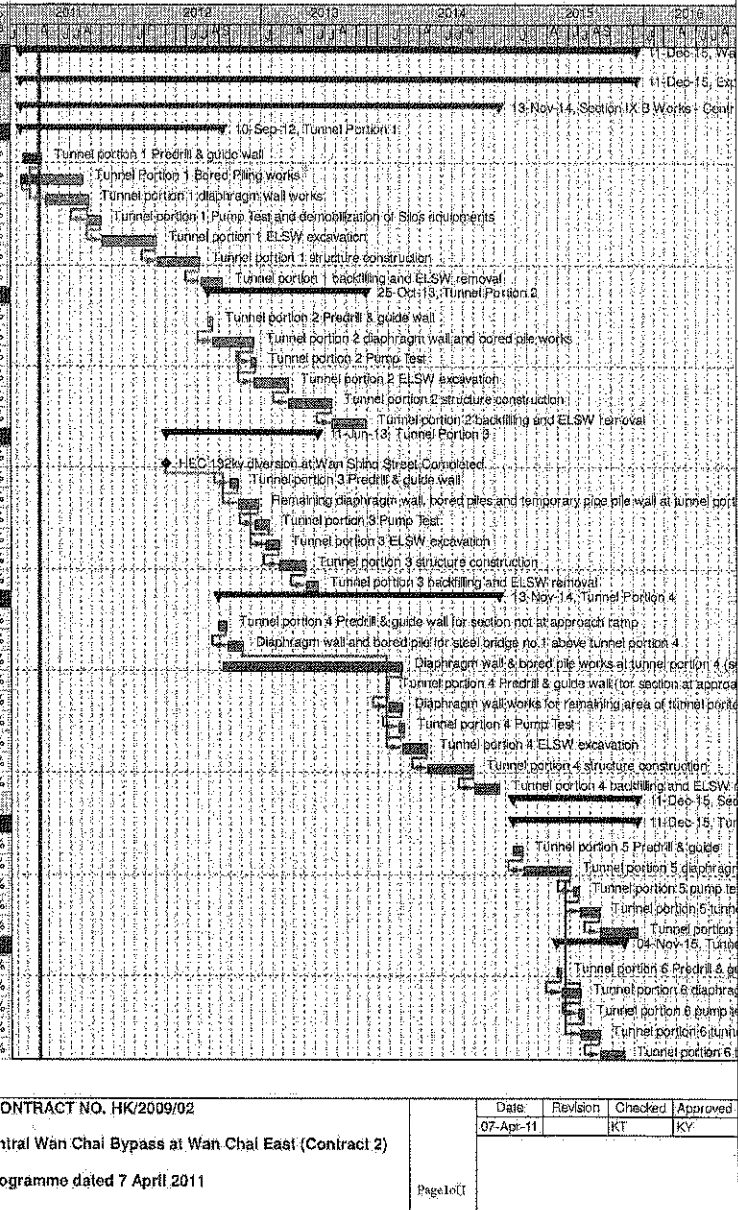 2011 2012 2013 2014 2015 2016
11-Dec-15, Wa
11-Dec-15, Exp
13-Nov-14, Section IX B Works - Centr
10-Sep-12, Tunnel Portion 1
Tunnel portion 1 Predrill & guide wall
Tunnel Portion 1 Bored Piling works
Tunnel portion 1 diaphragm wall works
Tunnel portion 1 Pump Test and demobilization of Silos equipments
Tunnel portion 1 ELSW excavation
Tunnel portion 1 structure construction
Tunnel portion 1 backfilling and ELSW removal
25-Oct-13, Tunnel Portion 2
Tunnel portion 2 Predrill & guide wall
Tunnel portion 2 diaphragm wall and bored pile works
Tunnel portion 2 Pump Test
Tunnel portion 2 ELSW excavation
Tunnel portion 2 structure construction
Tunnel portion 2 backfilling and ELSW removal
11-Jun-13, Tunnel Portion 3
HEC 132kv diversion at Wan Shing Street Completed
Tunnel portion 3 Predrill & guide wall
Remaining diaphragm wall, bored piles and temporary pipe pile wall at tunnel port
Tunnel portion 3 Pump Test
Tunnel portion 3 ELSW excavation
Tunnel portion 3 structure construction
Tunnel portion 3 backfilling and ELSW removal
13-Nov-14, Tunnel Portion 4
Tunnel portion 4 Predrill & guide wall for section not at approach ramp
Diaphragm wall and bored pile for steel bridge no.1 above tunnel portion 4
Diaphragm wall & bored pile works at tunnel portion 4 (s
Tunnel portion 4 Predrill & guide wall (for section at approa
Diaphragm wall works for remaining area of tunnel portio
Tunnel portion 4 Pump Test
Tunnel portion 4 ELSW excavation
Tunnel portion 4 structure construction
Tunnel portion 4 backfilling and ELSW
11-Dec-15, Sec
11-Dec-15, Tun
Tunnel portion 5 Predrill & guide
Tunnel portion 5 diaphragm
Tunnel portion 5 pump te
Tunnel portion 5 tunne
Tunnel portion
04-Nov-15, Tunne
Tunnel portion 6 Predrill & gu
Tunnel portion 6 diaphrag
Tunnel portion 6 pump te
Tunnel portion 6 tunne
Tunnel portion 6
ONTRACT NO. HK/2009/02
ntral Wan Chai Bypass at Wan Chai East (Contract 2)
ogramme dated 7 April 2011
Page1of1
Date Revision Checked Approved
07-Apr-11 KT KY